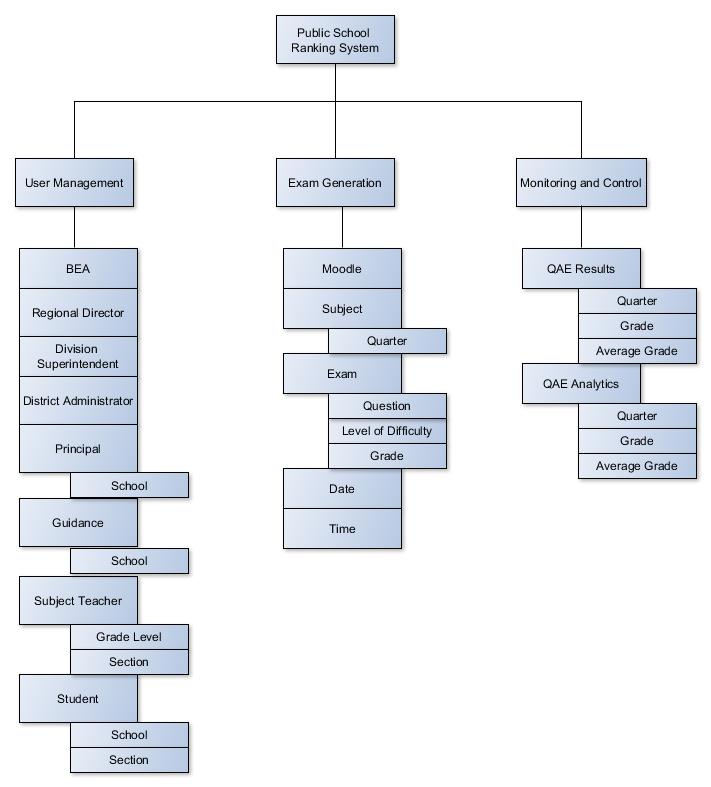 Public School
Ranking System
User Management
BEA
Regional Director
Division
Superintendent
District Administrator
Principal
School
Guidance
School
Subject Teacher
Grade Level
Section
Student
School
Section
Exam Generation
Moodle
Subject
Quarter
Exam
Question
Level of Difficulty
Grade
Date
Time
Monitoring and Control
QAE Results
Quarter
Grade
Average Grade
QAE Analytics
Quarter
Grade
Average Grade